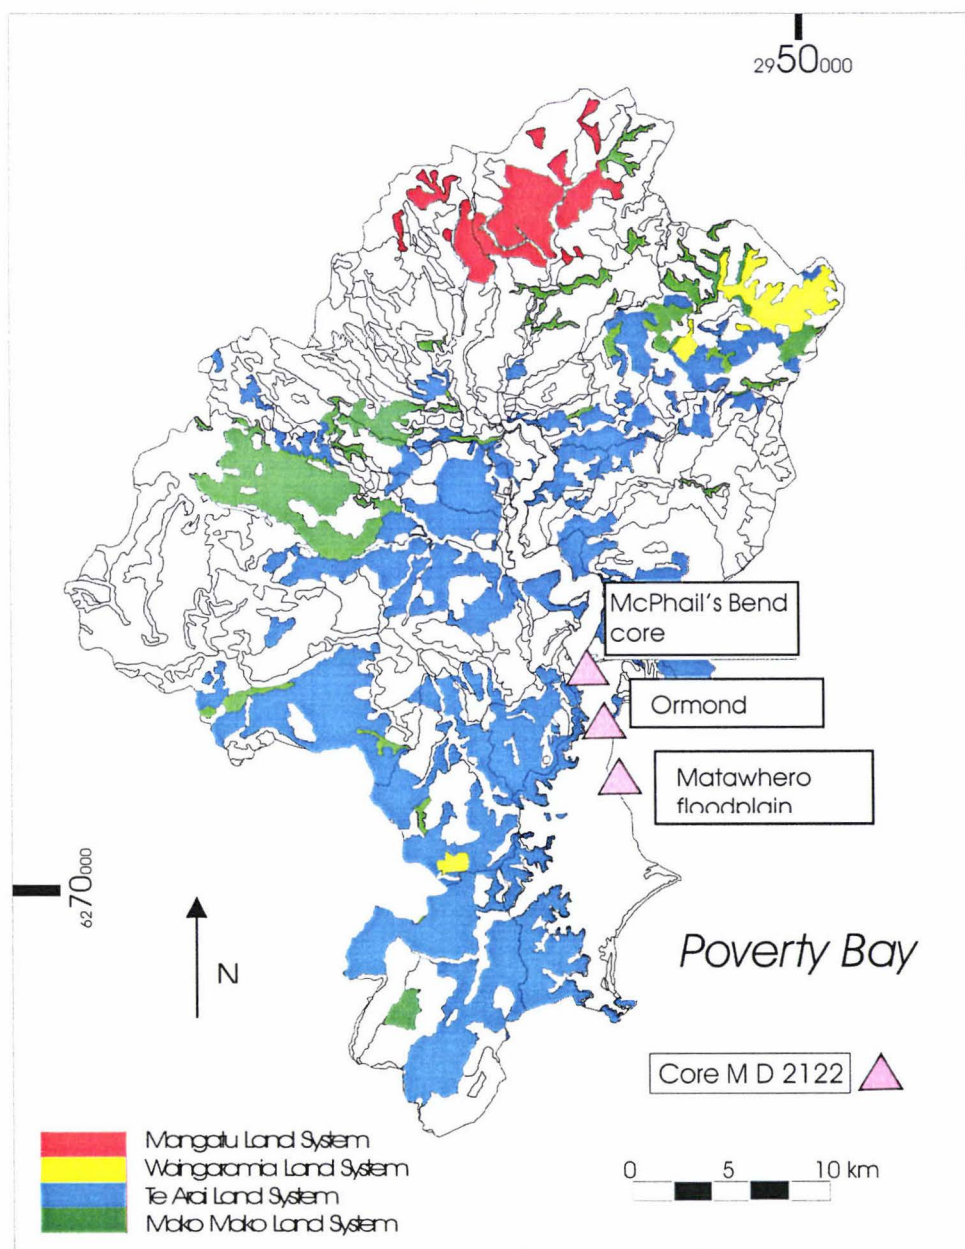 2950000
McPhail's Bend
core
Ormond
Matawhero
floodplain
6270000
N
Poverty Bay
Core M D 2122
Mangatu Land System
Waingaromia Land System
Te Arai Land System
Moko Moko Land System
0 5 10 km